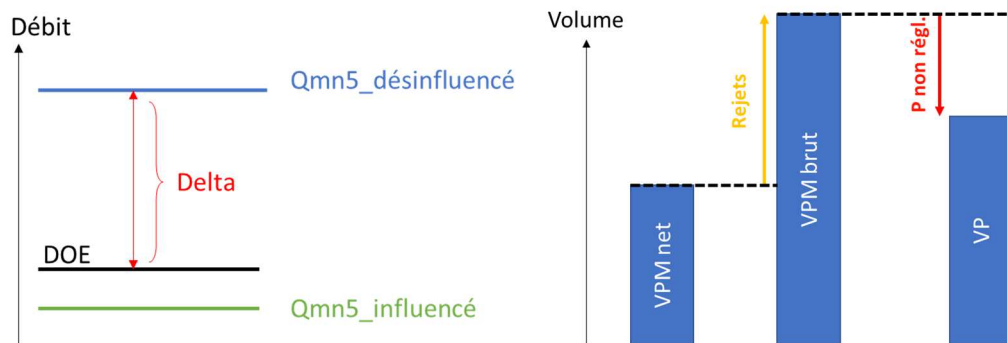 Débit
Qmn5_désinfluencé
Delta
DOE
Qmn5_influencé
Volume
Rejets
P non régl.
VPM net
VPM brut
VP